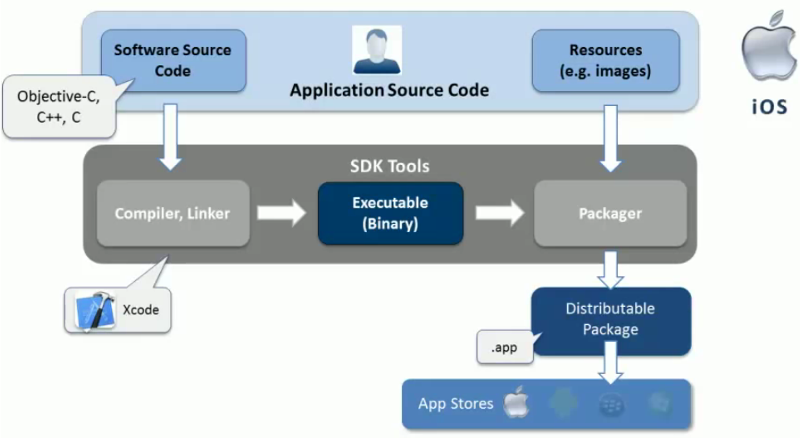 Software Source
Code
Resources
(e.g. images)
Application Source Code
Objective-C,
C++, C
iOS
SDK Tools
Compiler, Linker
Executable
(Binary)
Packager
Xcode
Distributable
Package
.app
App Stores